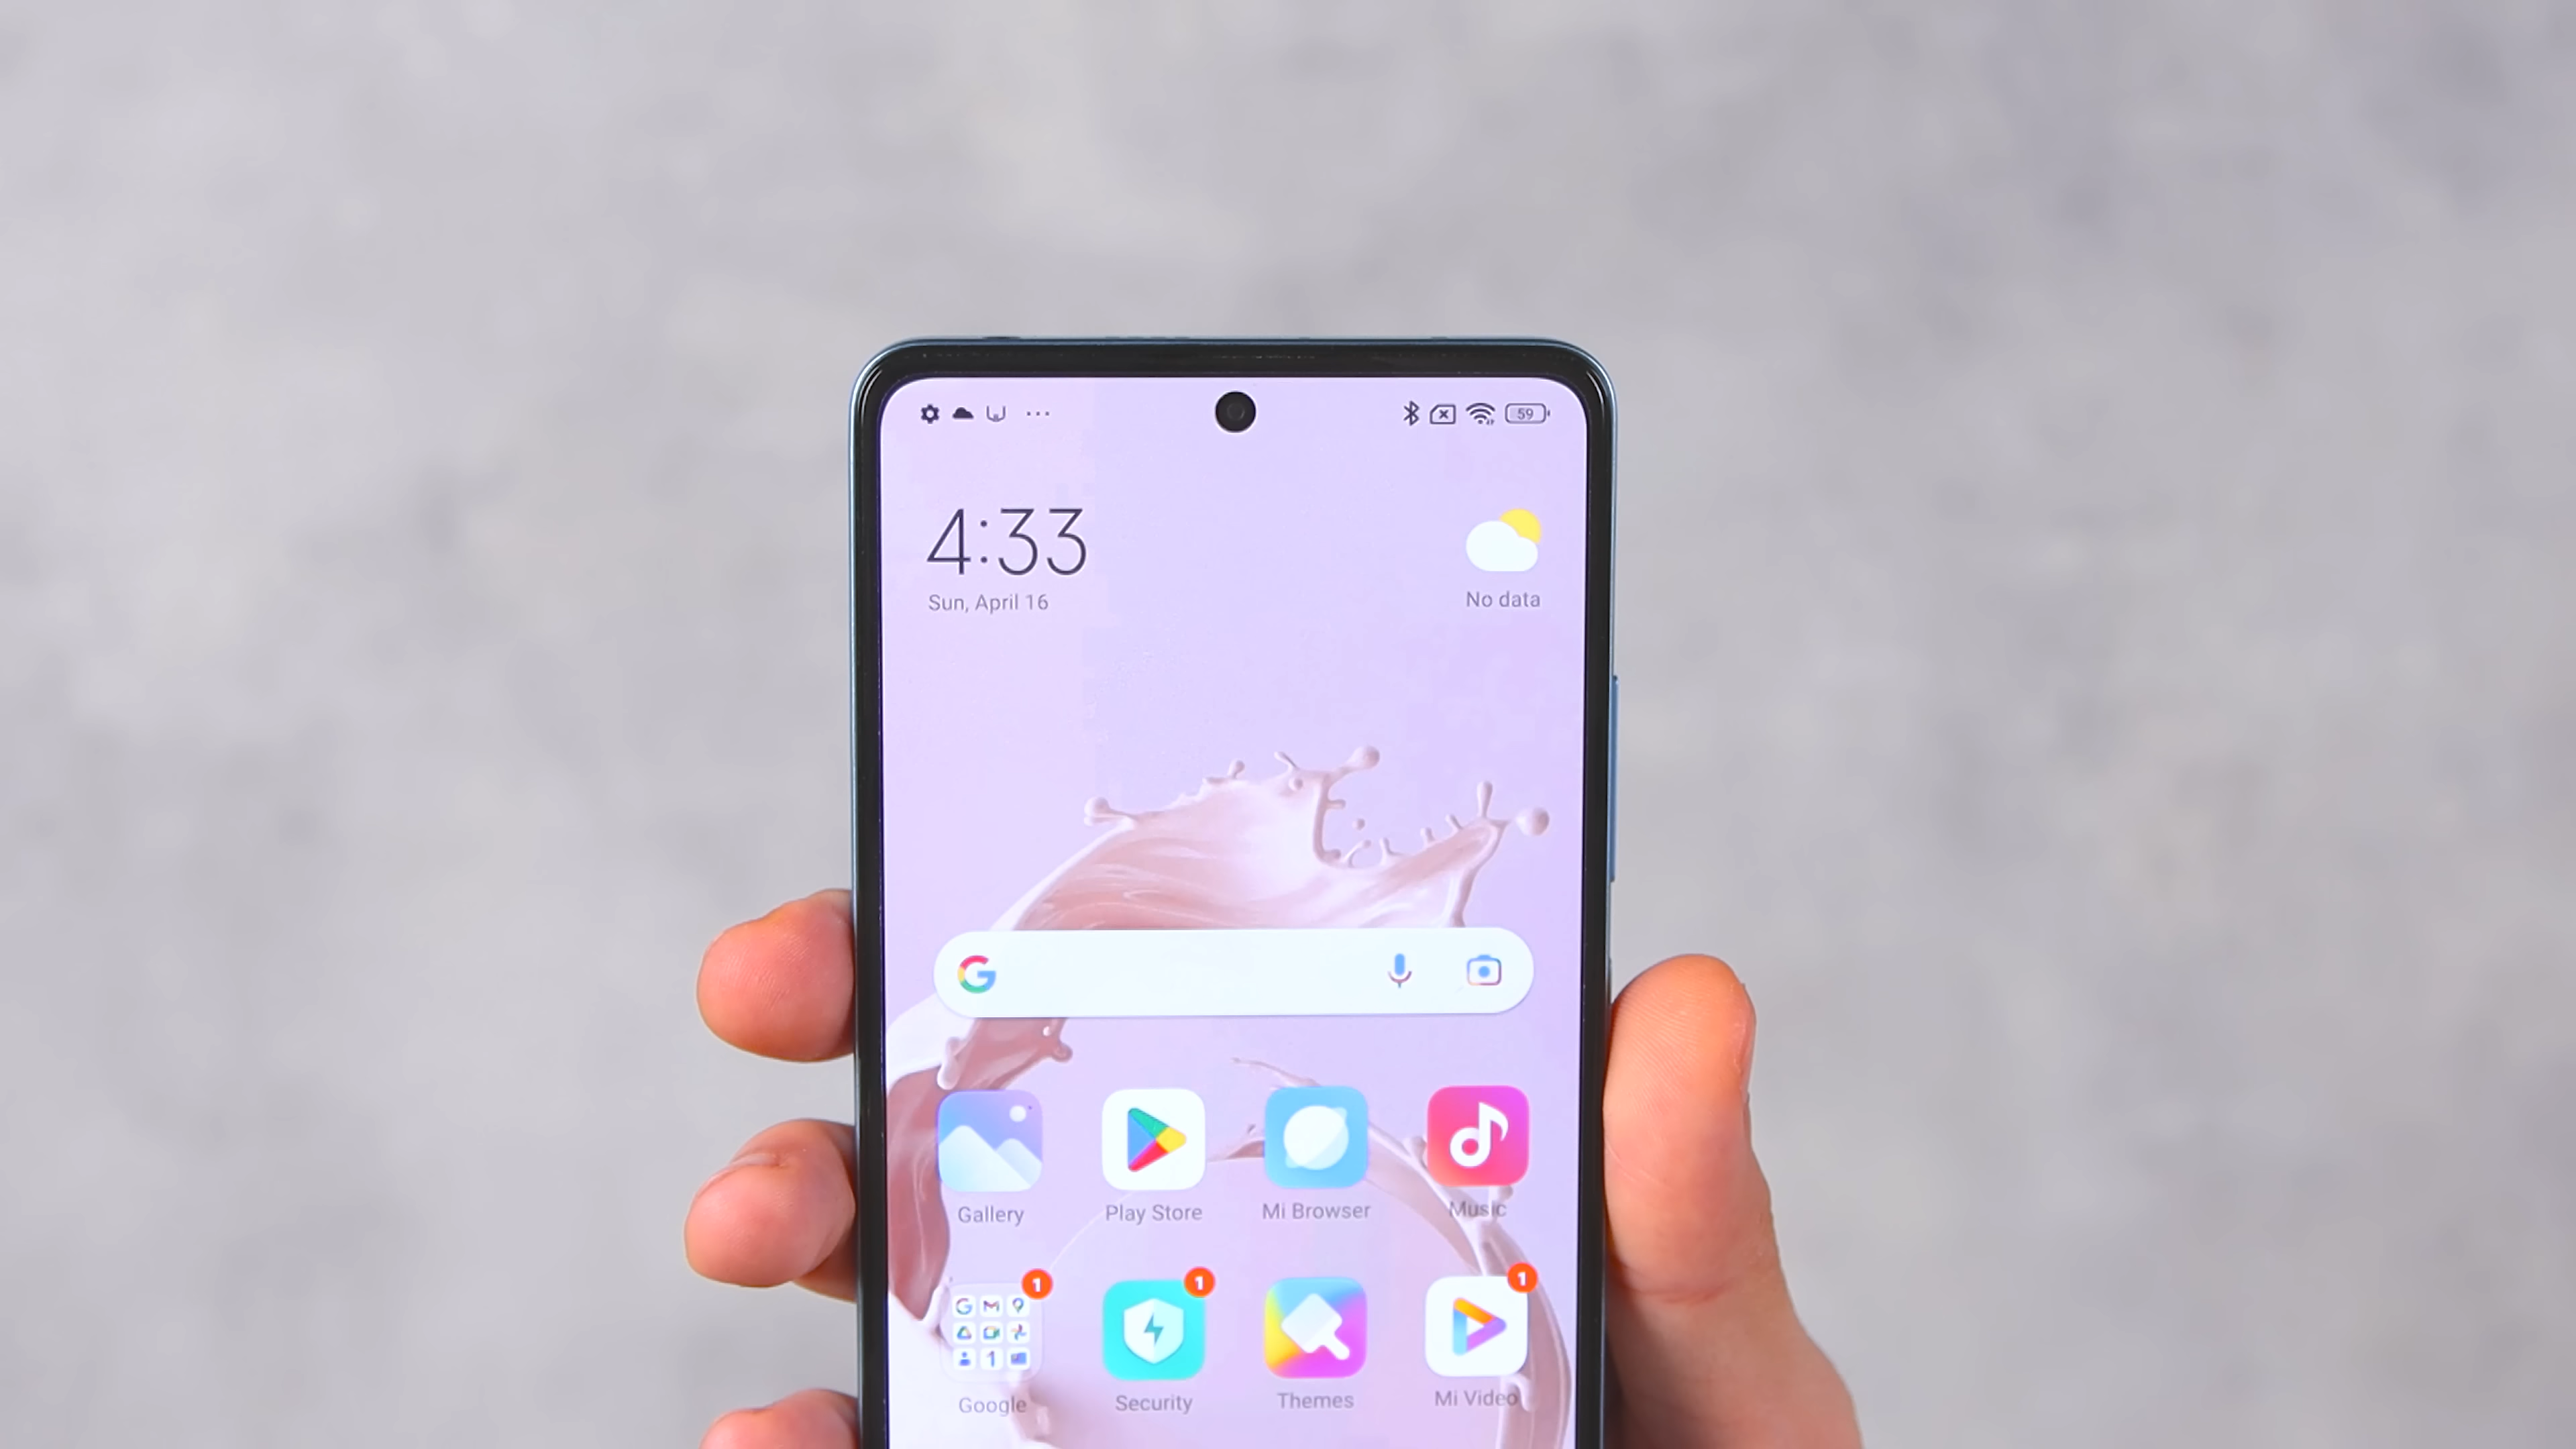 59
4:33
Sun, April 16
No data
G
Gallery
Play Store
Mi Browser
Music
1
1
1
G
1
Google
Security
Themes
Mi Video